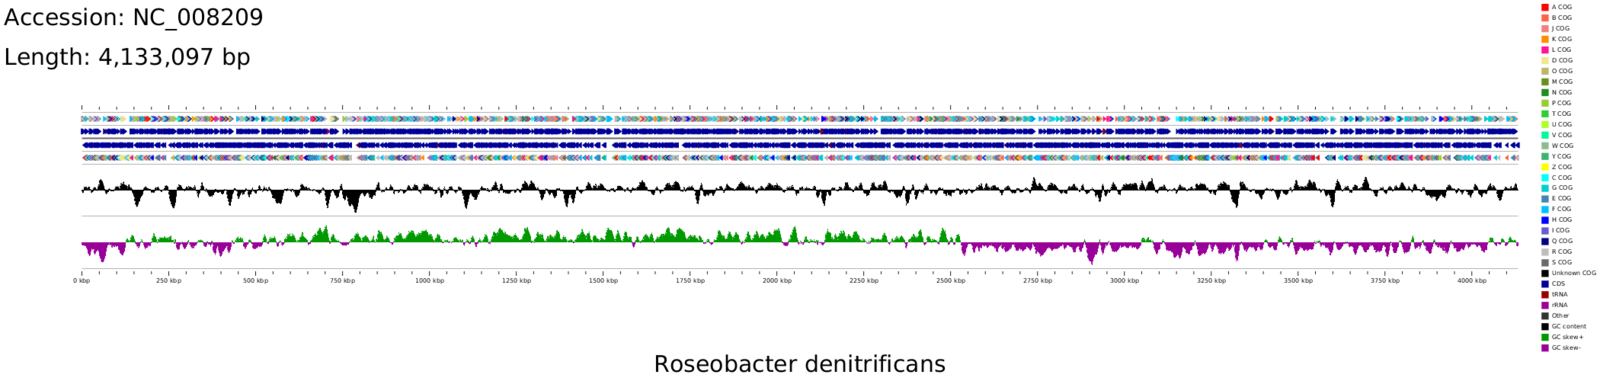 Accession: NC_008209
Length: 4,133,097 bp
0 kbp
250 kbp
500 kbp
750 kbp
1000 kbp
1250 kbp
1500 kbp
1750 kbp
2000 kbp
2250 kbp
2500 kbp
2750 kbp
3000 kbp
3250 kbp
3500 kbp
3750 kbp
4000 kbp
A COG
B COG
J COG
K COG
L COG
D COG
O COG
M COG
N COG
P COG
T COG
U COG
V COG
W COG
Y COG
Z COG
C COG
G COG
E COG
F COG
H COG
I COG
Q COG
R COG
S COG
Unknown COG
CDS
tRNA
rRNA
Other
GC content
GC skew+
GC skew-
Roseobacter denitrificans